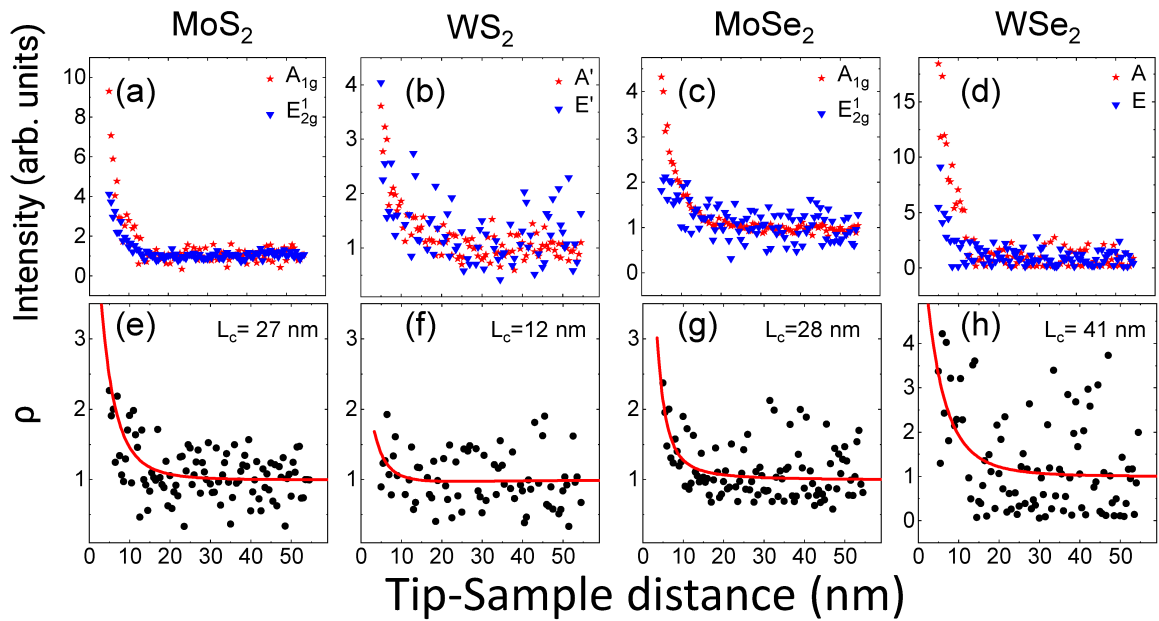 MoS₂ WS₂ MoSe₂ WSe₂
Intensity (arb. units)
(a) A₁g
E¹₂g
10
8
6
4
2
0
(b) A'
E'
4
3
2
1
(c) A₁g
E¹₂g
4
3
2
1
0
(d) A
E
15
10
5
0
ρ
(e) L꜀= 27 nm
3
2
1
(f) L꜀=12 nm
3
2
1
(g) L꜀=28 nm
3
2
1
(h) L꜀= 41 nm
4
3
2
1
0
0 10 20 30 40 50
0 10 20 30 40 50
0 10 20 30 40 50
0 10 20 30 40 50
Tip-Sample distance (nm)